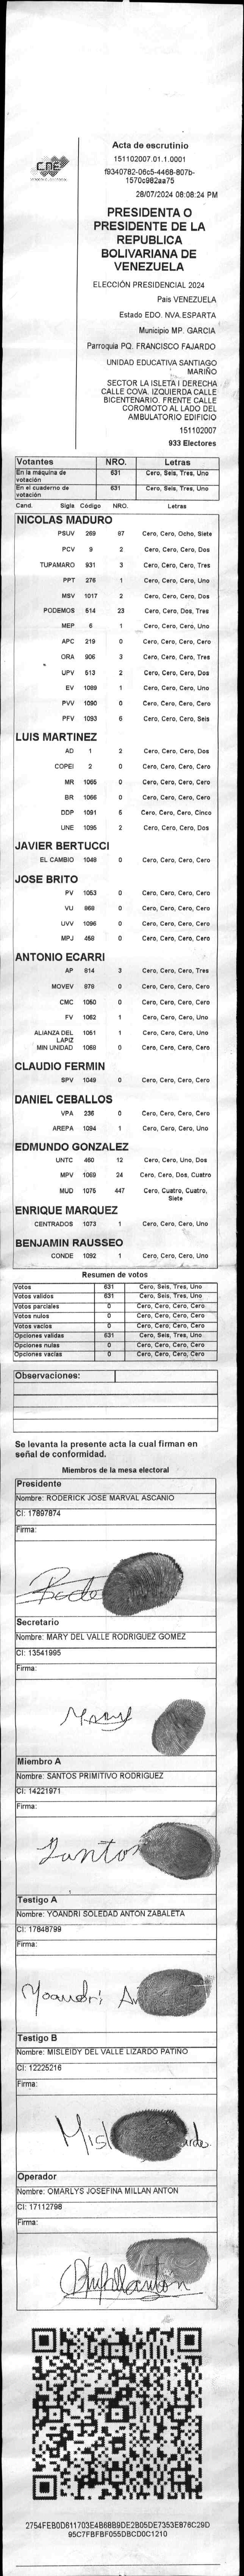 CNE
Acta de escrutinio
151102007.01.1.0001
f9340782-06c5-4468-807b-
1570c982aa75
28/07/2024 08:08:24 PM
PRESIDENTA O
PRESIDENTE DE LA
REPUBLICA
BOLIVARIANA DE
VENEZUELA
ELECCIÓN PRESIDENCIAL 2024
Pais VENEZUELA
Estado EDO. NVA.ESPARTA
Municipio MP. GARCIA
Parroquia PQ. FRANCISCO FAJARDO
UNIDAD EDUCATIVA SANTIAGO
MARIÑO
SECTOR LA ISLETA I DERECHA
CALLE COVA. IZQUIERDA CALLE
BICENTENARIO. FRENTE CALLE
COROMOTO AL LADO DEL
AMBULATORIO EDIFICIO
151102007
933 Electores
Votantes NRO. Letras
En la máquina de votación 631 Cero, Seis, Tres, Uno
En el cuaderno de votación 631 Cero, Seis, Tres, Uno
Cand. Sigla Código NRO. Letras
NICOLAS MADURO
PSUV 269 87 Cero, Cero, Ocho, Siete
PCV 9 2 Cero, Cero, Cero, Dos
TUPAMARO 931 3 Cero, Cero, Cero, Tres
PPT 276 1 Cero, Cero, Cero, Uno
MSV 1017 2 Cero, Cero, Cero, Dos
PODEMOS 514 23 Cero, Cero, Dos, Tres
MEP 6 1 Cero, Cero, Cero, Uno
APC 219 0 Cero, Cero, Cero, Cero
ORA 906 3 Cero, Cero, Cero, Tres
UPV 513 2 Cero, Cero, Cero, Dos
EV 1089 1 Cero, Cero, Cero, Uno
PVV 1090 0 Cero, Cero, Cero, Cero
PFV 1093 6 Cero, Cero, Cero, Seis
LUIS MARTINEZ
AD 1 2 Cero, Cero, Cero, Dos
COPEI 2 0 Cero, Cero, Cero, Cero
MR 1065 0 Cero, Cero, Cero, Cero
BR 1066 0 Cero, Cero, Cero, Cero
DDP 1091 5 Cero, Cero, Cero, Cinco
UNE 1095 2 Cero, Cero, Cero, Dos
JAVIER BERTUCCI
EL CAMBIO 1048 0 Cero, Cero, Cero, Cero
JOSE BRITO
PV 1053 0 Cero, Cero, Cero, Cero
VU 868 0 Cero, Cero, Cero, Cero
UVV 1096 0 Cero, Cero, Cero, Cero
MPJ 458 0 Cero, Cero, Cero, Cero
ANTONIO ECARRI
AP 814 3 Cero, Cero, Cero, Tres
MOVEV 878 0 Cero, Cero, Cero, Cero
CMC 1050 0 Cero, Cero, Cero, Cero
FV 1062 1 Cero, Cero, Cero, Uno
ALIANZA DEL LAPIZ 1051 1 Cero, Cero, Cero, Uno
MIN UNIDAD 1068 0 Cero, Cero, Cero, Cero
CLAUDIO FERMIN
SPV 1049 0 Cero, Cero, Cero, Cero
DANIEL CEBALLOS
VPA 236 0 Cero, Cero, Cero, Cero
AREPA 1094 1 Cero, Cero, Cero, Uno
EDMUNDO GONZALEZ
UNTC 460 12 Cero, Cero, Uno, Dos
MPV 1069 24 Cero, Cero, Dos, Cuatro
MUD 1075 447 Cero, Cuatro, Cuatro, Siete
ENRIQUE MARQUEZ
CENTRADOS 1073 1 Cero, Cero, Cero, Uno
BENJAMIN RAUSSEO
CONDE 1092 1 Cero, Cero, Cero, Uno
Resumen de votos
Votos 631 Cero, Seis, Tres, Uno
Votos validos 631 Cero, Seis, Tres, Uno
Votos parciales 0 Cero, Cero, Cero, Cero
Votos nulos 0 Cero, Cero, Cero, Cero
Votos vacíos 0 Cero, Cero, Cero, Cero
Opciones validas 631 Cero, Seis, Tres, Uno
Opciones nulas 0 Cero, Cero, Cero, Cero
Opciones vacías 0 Cero, Cero, Cero, Cero
Observaciones:
Se levanta la presente acta la cual firman en
señal de conformidad.
Miembros de la mesa electoral
Presidente
Nombre: RODERICK JOSE MARVAL ASCANIO
CI: 17897874
Firma:
Secretario
Nombre: MARY DEL VALLE RODRIGUEZ GOMEZ
CI: 13541995
Firma:
Mary
Miembro A
Nombre: SANTOS PRIMITIVO RODRIGUEZ
CI: 14221971
Firma:
Santos
Testigo A
Nombre: YOANDRI SOLEDAD ANTON ZABALETA
CI: 17848799
Firma:
Yoandri An
Testigo B
Nombre: MISLEIDY DEL VALLE LIZARDO PATIÑO
CI: 12225216
Firma:
Operador
Nombre: OMARLYS JOSEFINA MILLAN ANTON
CI: 17112798
Firma:
2754FEB0D611703E4B68B9DE2B05DE7353E876C29D
95C7FBFBF055DBCD0C1210